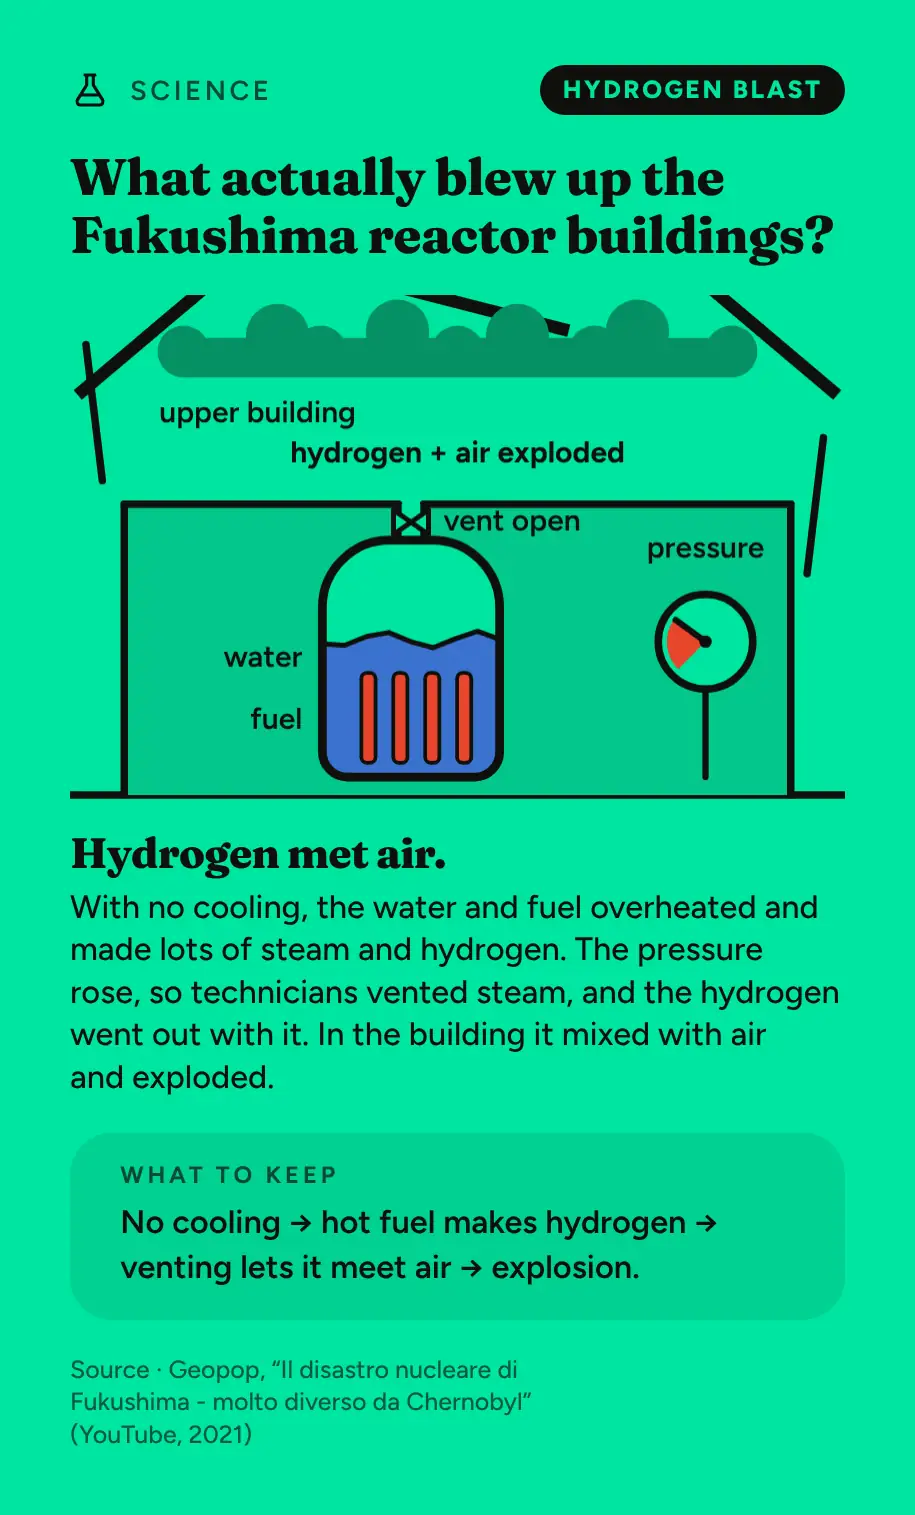 SCIENCE
HYDROGEN BLAST
What actually blew up the
Fukushima reactor buildings?
upper building
hydrogen + air exploded
vent open
pressure
water
fuel
Hydrogen met air.
With no cooling, the water and fuel overheated and
made lots of steam and hydrogen. The pressure
rose, so technicians vented steam, and the hydrogen
went out with it. In the building it mixed with air
and exploded.
WHAT TO KEEP
No cooling → hot fuel makes hydrogen →
venting lets it meet air → explosion.
Source · Geopop, “Il disastro nucleare di
Fukushima - molto diverso da Chernobyl”
(YouTube, 2021)